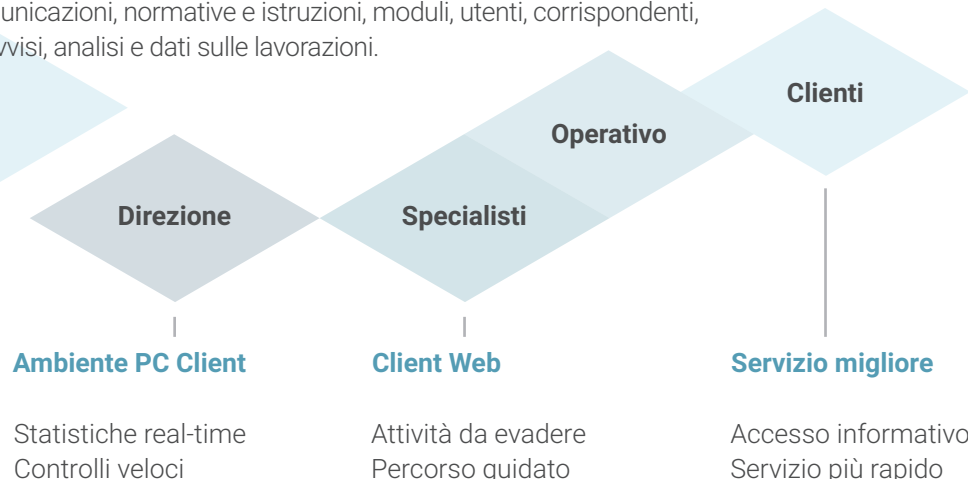 unicazioni, normative e istruzioni, moduli, utenti, corrispondenti,
vvisi, analisi e dati sulle lavorazioni.
Clienti
Operativo
Direzione
Specialisti
Ambiente PC Client
Client Web
Servizio migliore
Statistiche real-time
Attività da evadere
Accesso informativo
Controlli veloci
Percorso guidato
Servizio più rapido